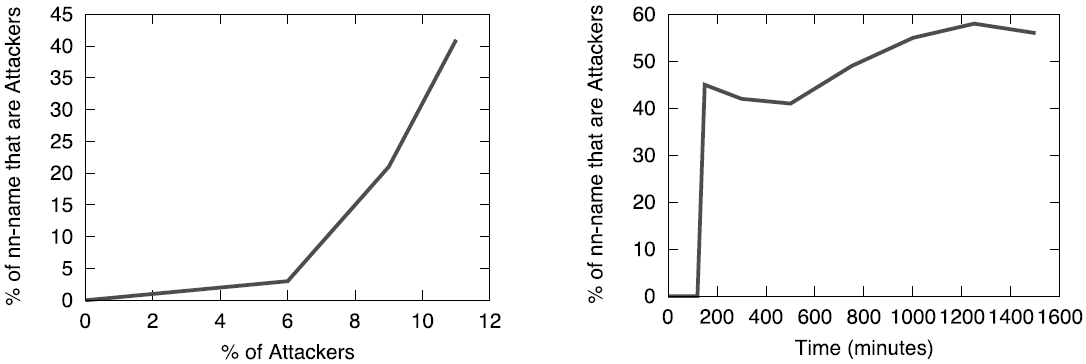 % of nn-name that are Attackers
45
40
35
30
25
20
15
10
5
0
0 2 4 6 8 10 12
% of Attackers
% of nn-name that are Attackers
60
50
40
30
20
10
0
0 200 400 600 800 1000 1200 1400 1600
Time (minutes)